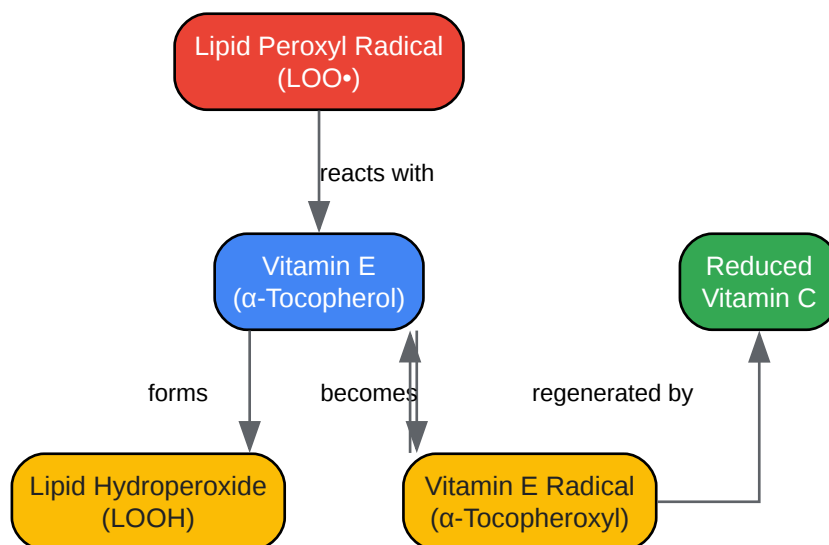 Lipid Peroxyl Radical
(LOO•)
reacts with
Vitamin E
(α-Tocopherol)
Reduced
Vitamin C
forms
becomes
regenerated by
Lipid Hydroperoxide
(LOOH)
Vitamin E Radical
(α-Tocopheroxyl)